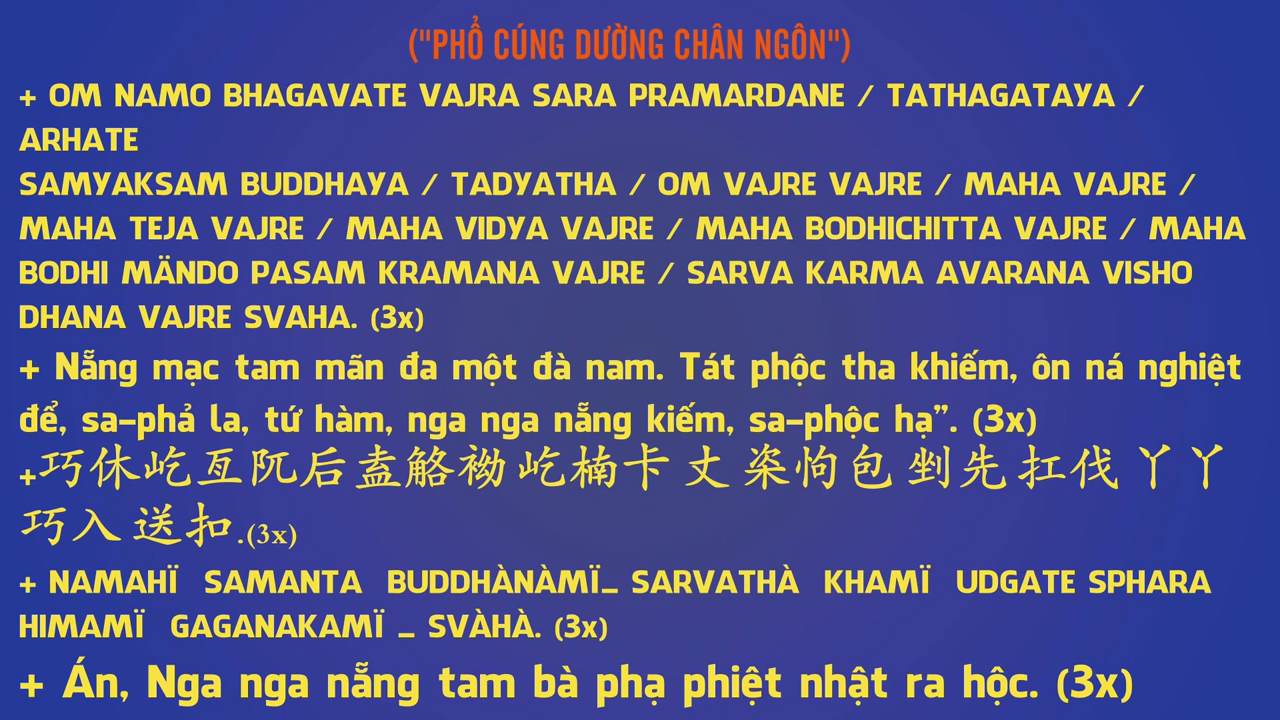 ("PHỔ CÚNG DƯỜNG CHÂN NGÔN")
+ OM NAMO BHAGAVATE VAJRA SARA PRAMARDANE / TATHAGATAYA /
ARHATE
SAMYAKSAM BUDDHAYA / TADYATHA / OM VAJRE VAJRE / MAHA VAJRE /
MAHA TEJA VAJRE / MAHA VIDYA VAJRE / MAHA BODHICHITTA VAJRE / MAHA
BODHI MÄNDO PASAM KRAMANA VAJRE / SARVA KARMA AVARANA VISHO
DHANA VAJRE SVAHA. (3x)
+ Nẵng mạc tam mãn đa một đà nam. Tát phộc tha khiếm, ôn ná nghiệt
để, sa-phả la, tứ hàm, nga nga nẵng kiếm, sa-phộc hạ”. (3x)
+巧休屹亙阢后盍觡袎屹楠卡丈粢恦包剉先扛伐丫丫
巧入送扣.(3x)
+ NAMAHÏ SAMANTA BUDDHÀNÀMÏ_ SARVATHÀ KHAMÏ UDGATE SPHARA
HIMAMÏ GAGANAKAMÏ _ SVÀHÀ. (3x)
+ Án, Nga nga nẵng tam bà phạ phiệt nhật ra hộc. (3x)